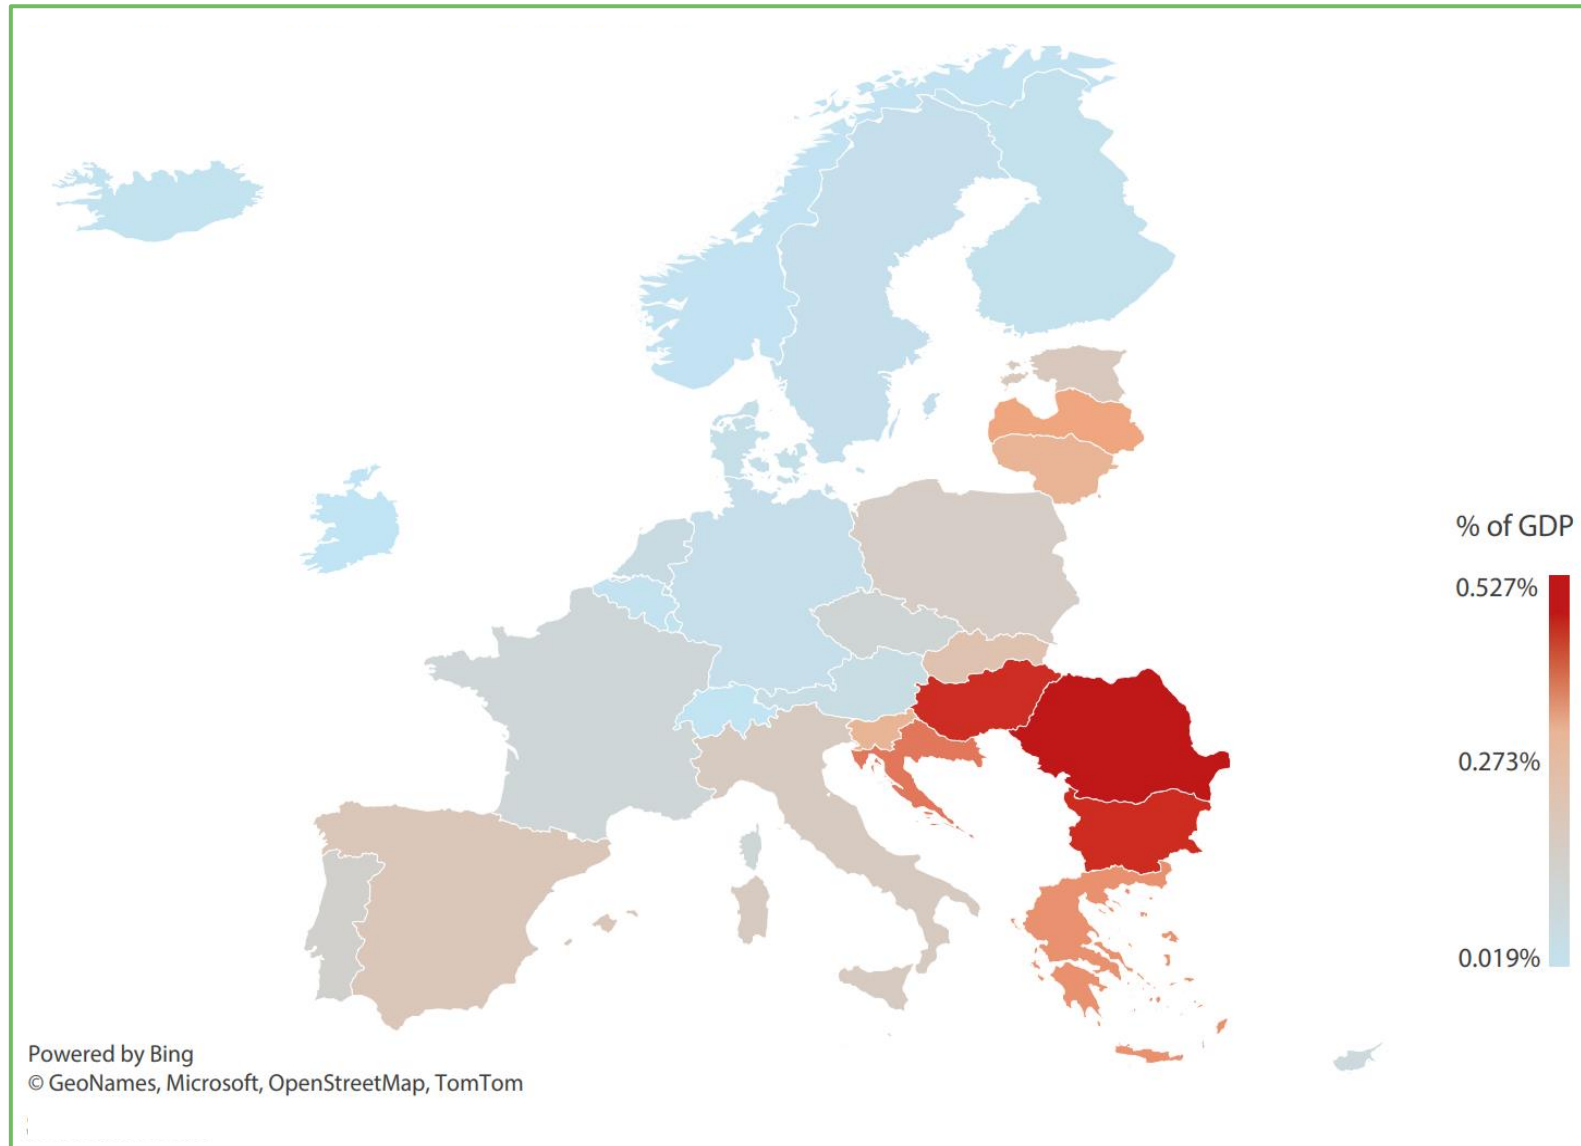 % of GDP
0.527%
0.273%
0.019%
Powered by Bing
© GeoNames, Microsoft, OpenStreetMap, TomTom